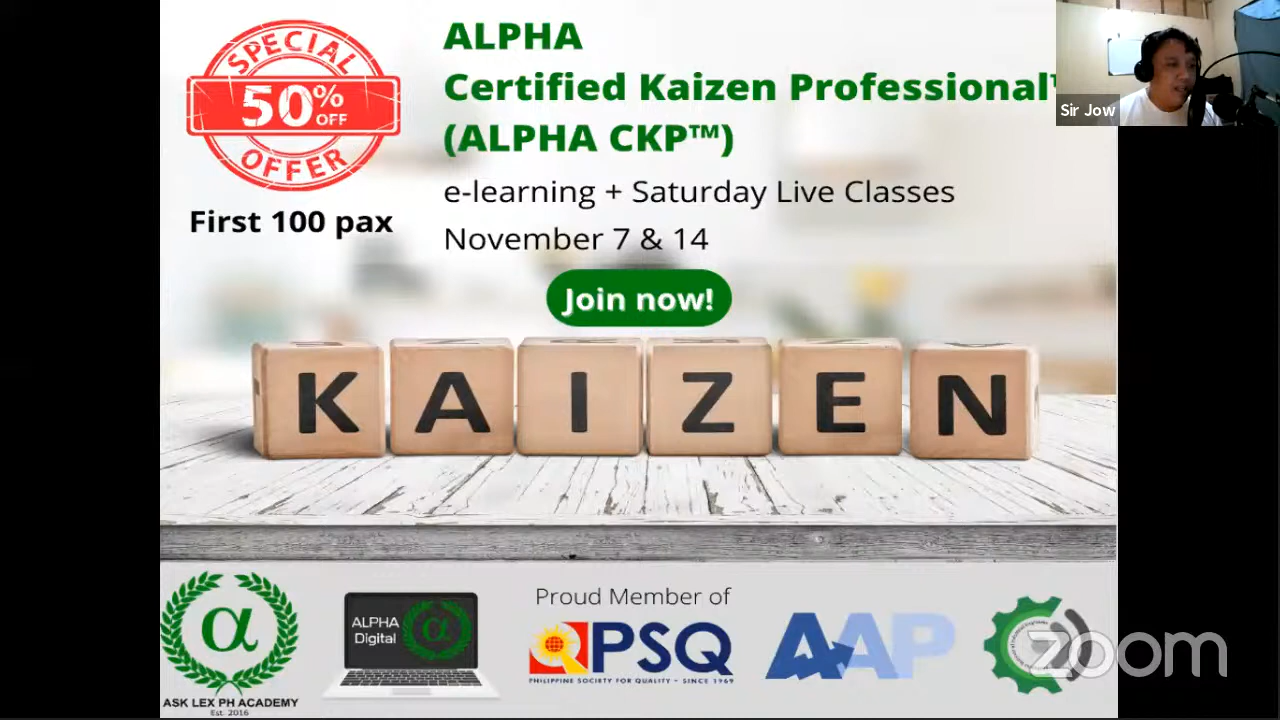 SPECIAL
50%
OFF
OFFER
First 100 pax
ALPHA
Certified Kaizen Professional™
(ALPHA CKP™)
e-learning + Saturday Live Classes
November 7 & 14
Join now!
Sir Jow
KAIZEN
ASK LEX PH ACADEMY
Est. 2016
ALPHA
Digital
Proud Member of
PSQ
PHILIPPINE SOCIETY FOR QUALITY • SINCE 1969
AAP
zoom